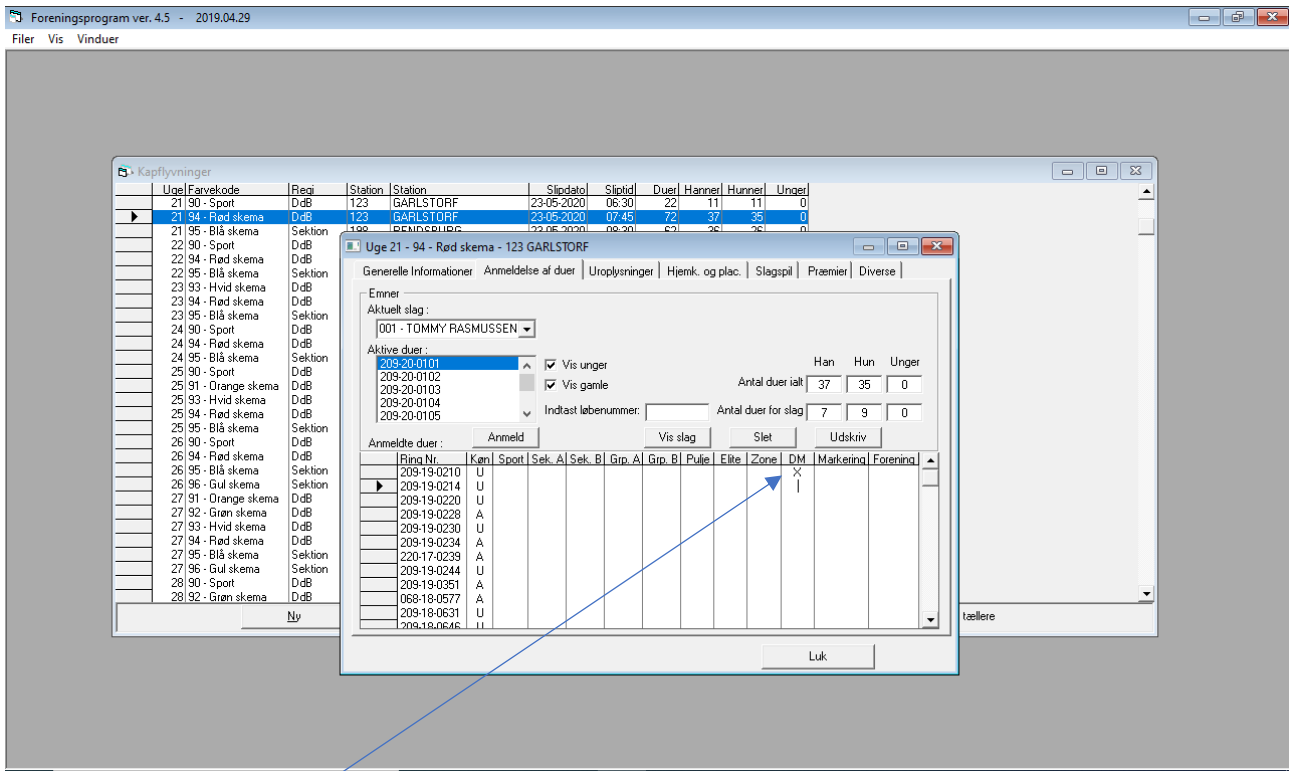 Foreningsprogram ver. 4.5 - 2019.04.29
Filer Vis Vinduer
Kapflyvninger
Uge Farvekode Regi Station Station Slipdato Sliptid Duer Hanner Hunner Unger
21 90 - Sport DdB 123 GARLSTORF 23-05-2020 06:30 22 11 11 0
21 94 - Rød skema DdB 123 GARLSTORF 23-05-2020 07:45 72 37 35 0
21 95 - Blå skema Sektion
22 90 - Sport DdB
22 94 - Rød skema DdB
22 95 - Blå skema Sektion
23 93 - Hvid skema DdB
23 94 - Rød skema DdB
23 95 - Blå skema Sektion
24 90 - Sport DdB
24 94 - Rød skema DdB
24 95 - Blå skema Sektion
25 90 - Sport DdB
25 91 - Orange skema DdB
25 93 - Hvid skema DdB
25 94 - Rød skema DdB
25 95 - Blå skema Sektion
26 90 - Sport DdB
26 94 - Rød skema DdB
26 95 - Blå skema Sektion
26 96 - Gul skema Sektion
27 91 - Orange skema DdB
27 92 - Grøn skema DdB
27 93 - Hvid skema DdB
27 94 - Rød skema DdB
27 95 - Blå skema Sektion
27 96 - Gul skema Sektion
28 90 - Sport DdB
28 92 - Grøn skema DdB
Ny
tællere
Uge 21 - 94 - Rød skema - 123 GARLSTORF
Generelle Informationer Anmeldelse af duer Uroplysninger Hjemk. og plac. Slagspil Præmier Diverse
Emner
Aktuelt slag :
001 - TOMMY RASMUSSEN
Aktive duer :
209-20-0101
209-20-0102
209-20-0103
209-20-0104
209-20-0105
Vis unger
Vis gamle
Indtast løbenummer:
Han Hun Unger
Antal duer ialt 37 35 0
Antal duer for slag 7 9 0
Anmeldte duer : Anmeld Vis slag Slet Udskriv
Ring Nr. Køn Sport Sek. A Sek. B Grp. A Grp. B Pulje Elite Zone DM Markering Forening
209-19-0210 U X
209-19-0214 U
209-19-0220 U
209-19-0228 A
209-19-0230 U
209-19-0234 A
220-17-0239 A
209-19-0244 U
209-19-0351 A
068-18-0577 A
209-18-0631 U
209-18-0646 U
Luk